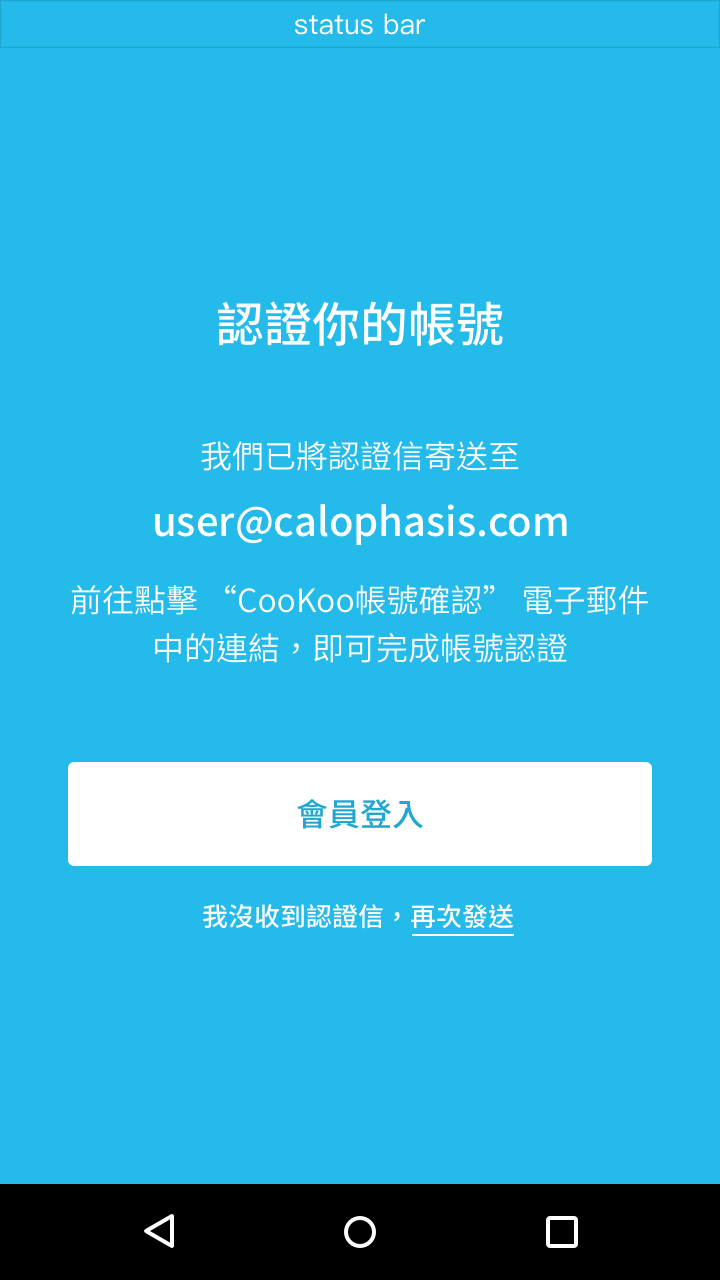 status bar
認證你的帳號
我們已將認證信寄送至
user@calophasis.com
前往點擊 “CooKoo帳號確認” 電子郵件
中的連結，即可完成帳號認證
會員登入
我沒收到認證信，再次發送